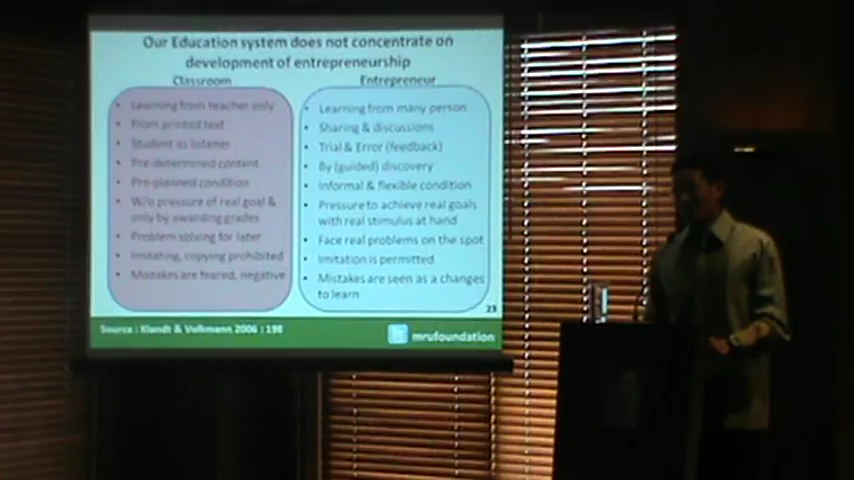 Our Education system does not concentrate on
development of entrepreneurship
Classroom
• Learning from teacher only
• From printed text
• Student as listener
• Pre-determined content
• Pre-planned condition
• W/o pressure of real goal &
only by awarding grades
• Problem solving for later
• Imitating, copying prohibited
• Mistakes are feared, negative
Entrepreneur
• Learning from many person
• Sharing & discussions
• Trial & Error (feedback)
• By (guided) discovery
• Informal & flexible condition
• Pressure to achieve real goals
with real stimulus at hand
• Face real problems on the spot
• Imitation is permitted
• Mistakes are seen as a changes
to learn
23
Source : Klandt & Volkmann 2006 : 198
mrufoundation